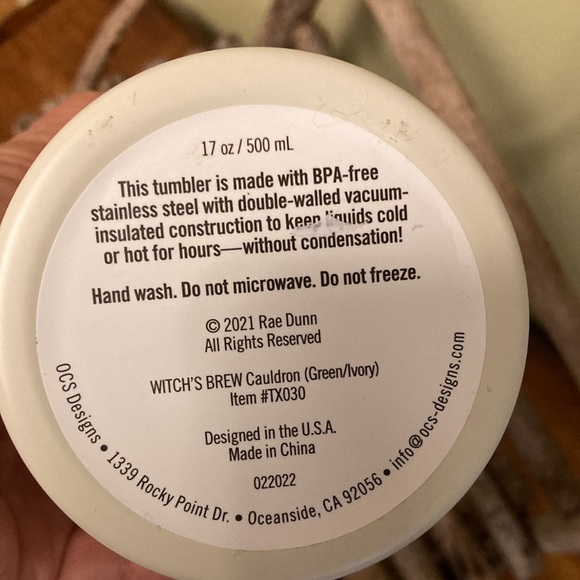 17 oz / 500 mL
This tumbler is made with BPA-free
stainless steel with double-walled vacuum-
insulated construction to keep liquids cold
or hot for hours—without condensation!
Hand wash. Do not microwave. Do not freeze.
© 2021 Rae Dunn
All Rights Reserved
WITCH'S BREW Cauldron (Green/Ivory)
Item #TX030
Designed in the U.S.A.
Made in China
022022
OCS Designs • 1339 Rocky Point Dr. • Oceanside, CA 92056 • info@ocs-designs.com